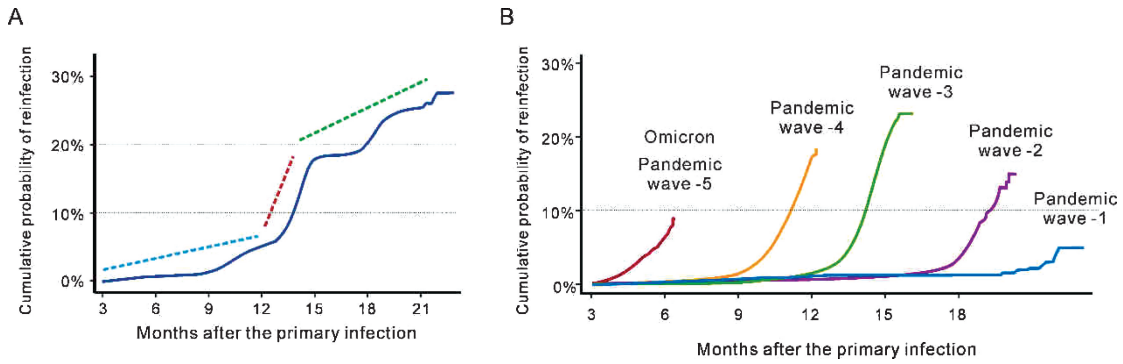 A
Cumulative probability of reinfection
30%
20%
10%
0%
3 6 9 12 15 18 21
Months after the primary infection
B
Cumulative probability of reinfection
30%
20%
10%
0%
Omicron
Pandemic
wave -5
Pandemic
wave -4
Pandemic
wave -3
Pandemic
wave -2
Pandemic
wave -1
3 6 9 12 15 18
Months after the primary infection